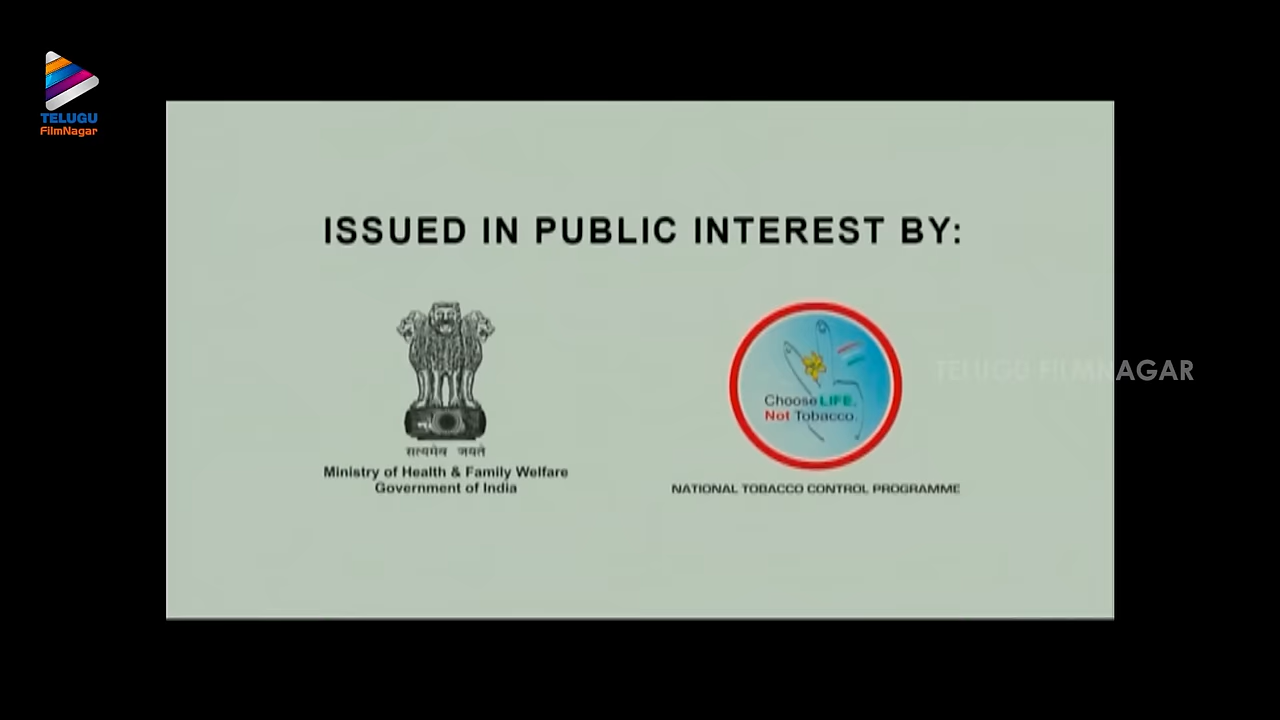 TELUGU
FilmNagar
ISSUED IN PUBLIC INTEREST BY:
TELUGU FILMNAGAR
Choose LIFE.
Not Tobacco.
सत्यमेव जयते
Ministry of Health & Family Welfare
Government of India
NATIONAL TOBACCO CONTROL PROGRAMME